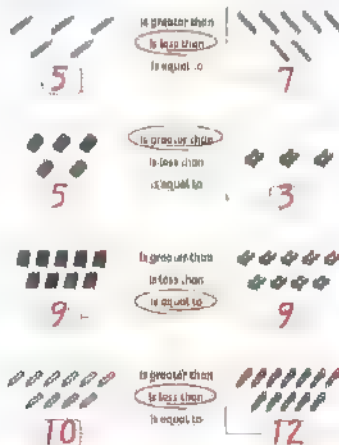 is greater than
is less than
is equal to
5
7
is greater than
is less than
is equal to
5
3
is greater than
is less than
is equal to
9
9
is greater than
is less than
is equal to
10
12